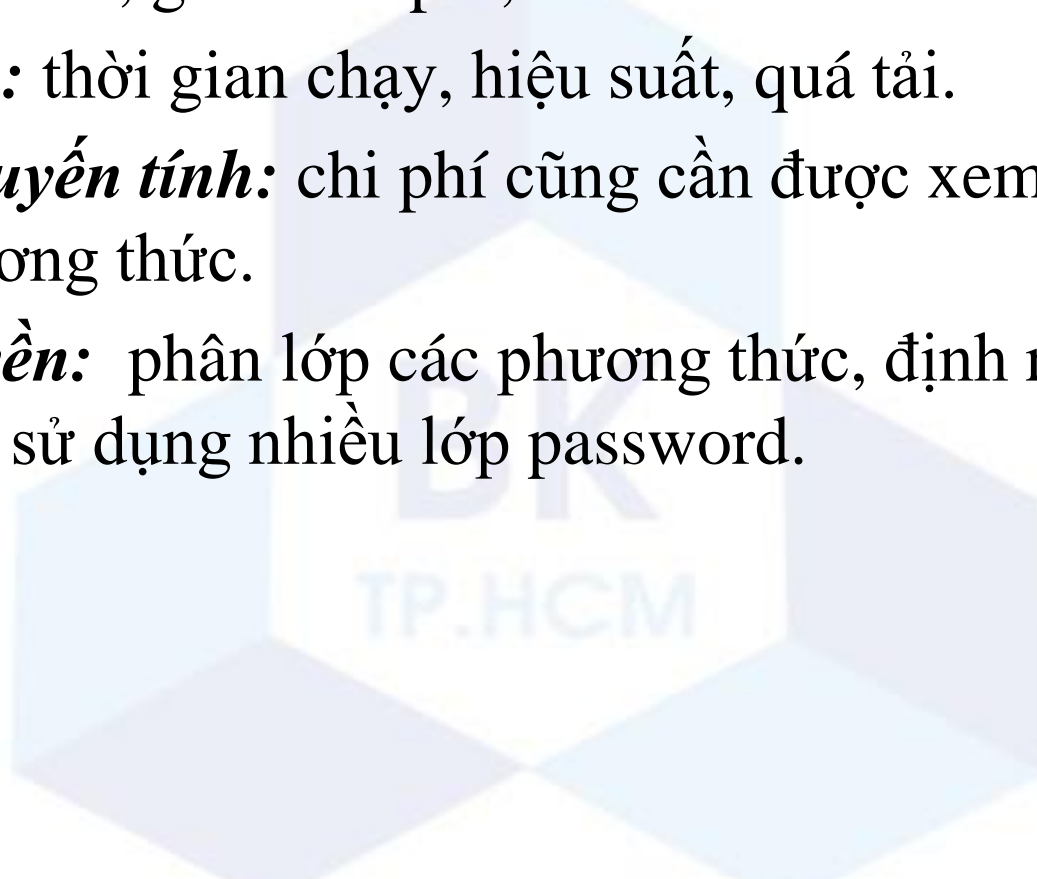 : thời gian chạy, hiệu suất, quá tải.
uyến tính: chi phí cũng cần được xem
ơng thức.
ền: phân lớp các phương thức, định
sử dụng nhiều lớp password.
BK
TP.HCM